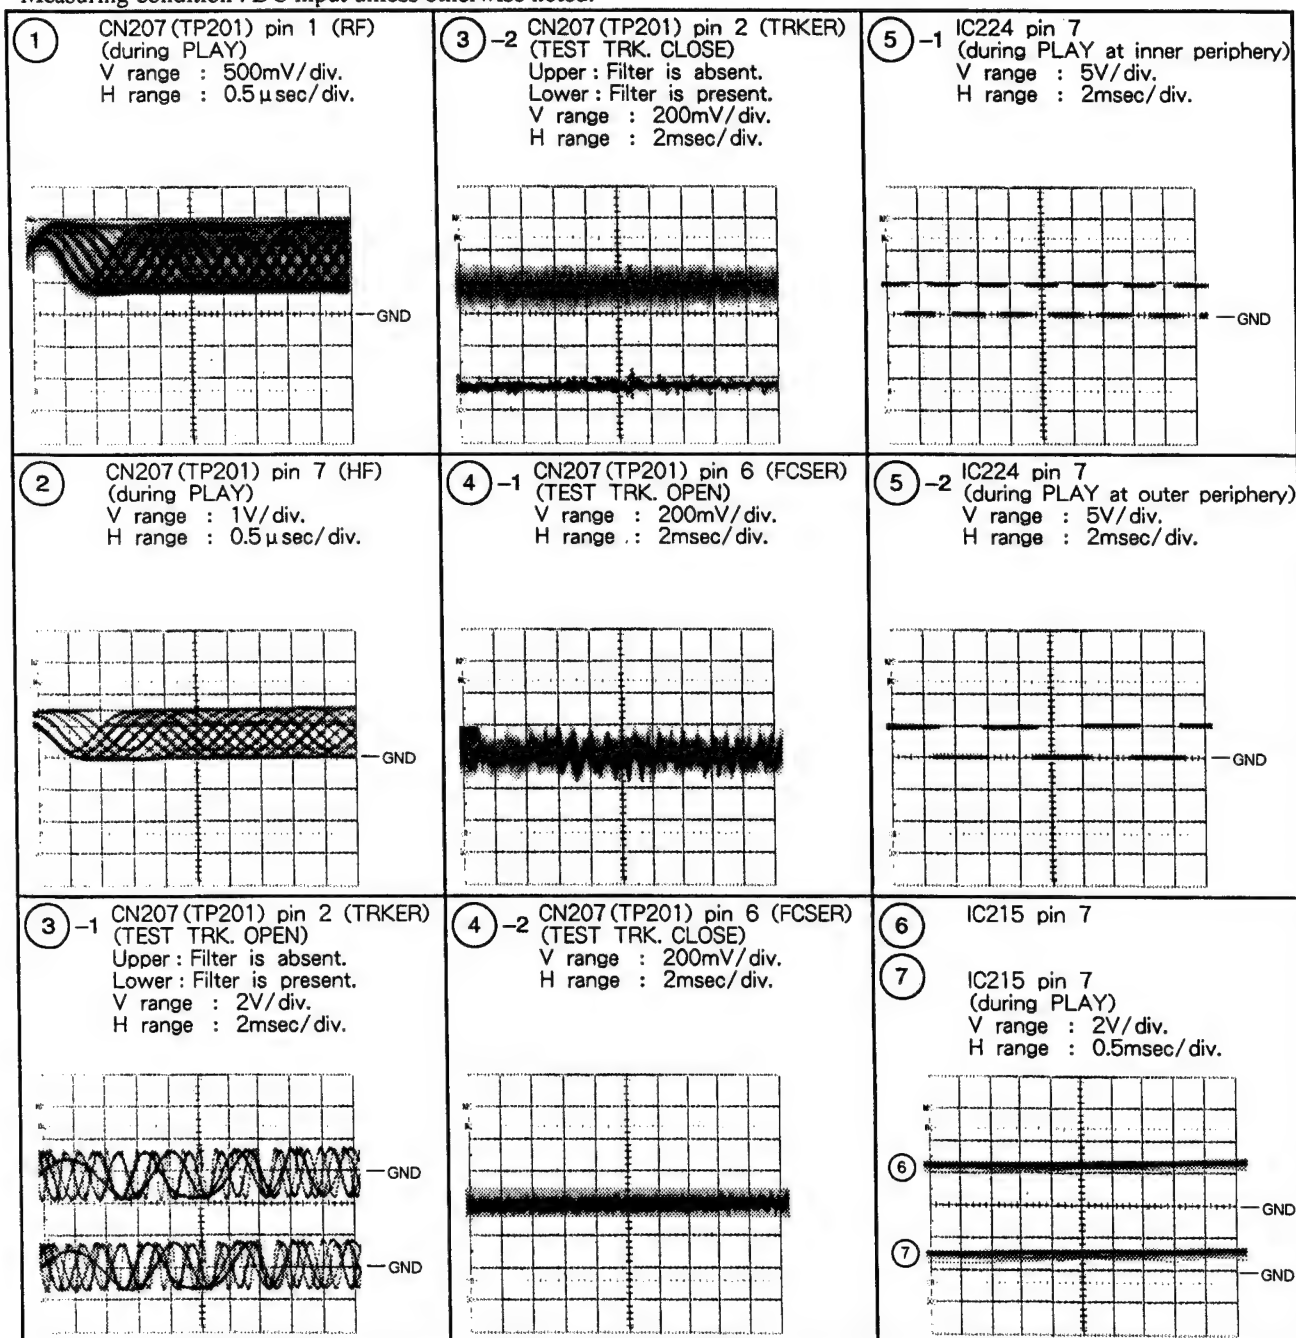 Measuring condition : DC input unless otherwise noted.
1
CN207(TP201) pin 1 (RF)
(during PLAY)
V range : 500mV/div.
H range : 0.5 μsec/div.
GND
3 -2
CN207(TP201) pin 2 (TRKER)
(TEST TRK. CLOSE)
Upper : Filter is absent.
Lower : Filter is present.
V range : 200mV/div.
H range : 2msec/div.
5 -1
IC224 pin 7
(during PLAY at inner periphery)
V range : 5V/div.
H range : 2msec/div.
GND
2
CN207(TP201) pin 7 (HF)
(during PLAY)
V range : 1V/div.
H range : 0.5 μsec/div.
GND
4 -1
CN207(TP201) pin 6 (FCSER)
(TEST TRK. OPEN)
V range : 200mV/div.
H range : 2msec/div.
5 -2
IC224 pin 7
(during PLAY at outer periphery)
V range : 5V/div.
H range : 2msec/div.
GND
3 -1
CN207(TP201) pin 2 (TRKER)
(TEST TRK. OPEN)
Upper : Filter is absent.
Lower : Filter is present.
V range : 2V/div.
H range : 2msec/div.
GND
GND
4 -2
CN207(TP201) pin 6 (FCSER)
(TEST TRK. CLOSE)
V range : 200mV/div.
H range : 2msec/div.
6
IC215 pin 7
7
IC215 pin 7
(during PLAY)
V range : 2V/div.
H range : 0.5msec/div.
6
GND
7
GND